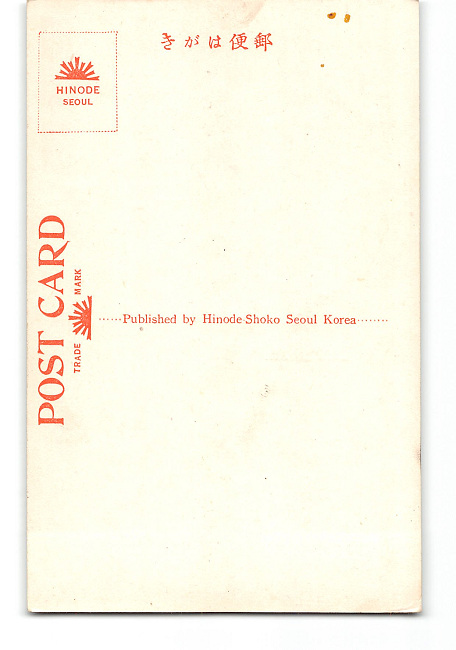 きがは便郵
HINODE
SEOUL
POST CARD
TRADE MARK
······Published by Hinode-Shoko Seoul Korea········